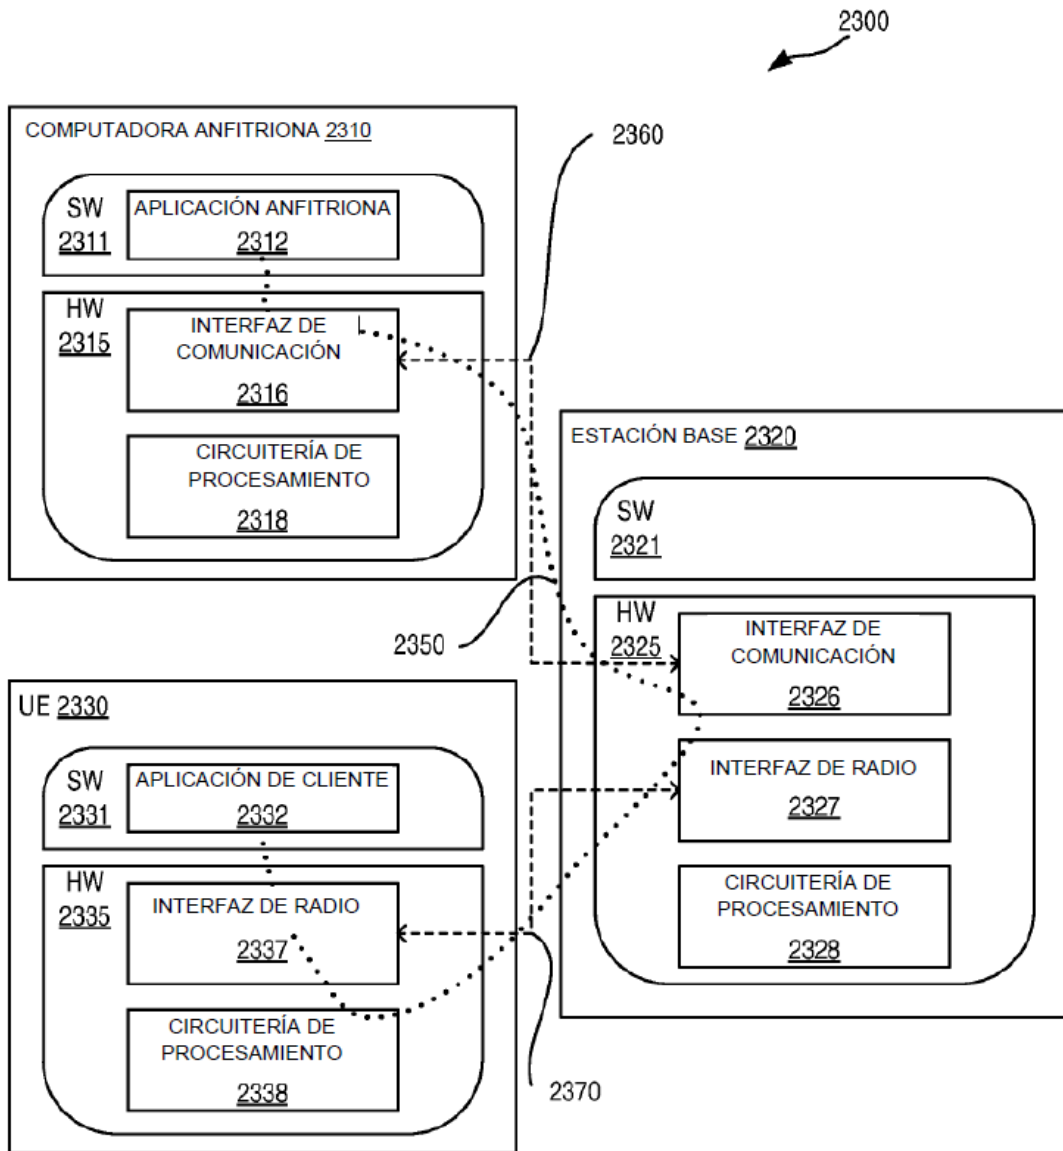 2300
COMPUTADORA ANFITRIONA 2310
2360
SW
2311
APLICACIÓN ANFITRIONA
2312
HW
2315
INTERFAZ DE
COMUNICACIÓN
2316
CIRCUITERÍA DE
PROCESAMIENTO
2318
ESTACIÓN BASE 2320
SW
2321
HW
2325
INTERFAZ DE
COMUNICACIÓN
2326
INTERFAZ DE RADIO
2327
CIRCUITERÍA DE
PROCESAMIENTO
2328
2350
UE 2330
SW
2331
APLICACIÓN DE CLIENTE
2332
HW
2335
INTERFAZ DE RADIO
2337
CIRCUITERÍA DE
PROCESAMIENTO
2338
2370